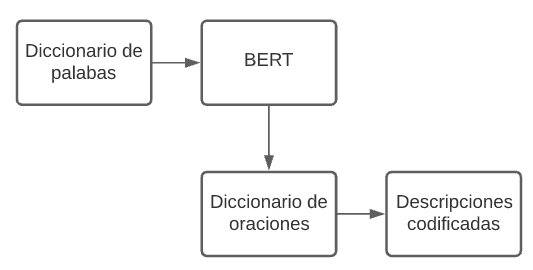 Diccionario de
palabas
BERT
Diccionario de
oraciones
Descripciones
codificadas